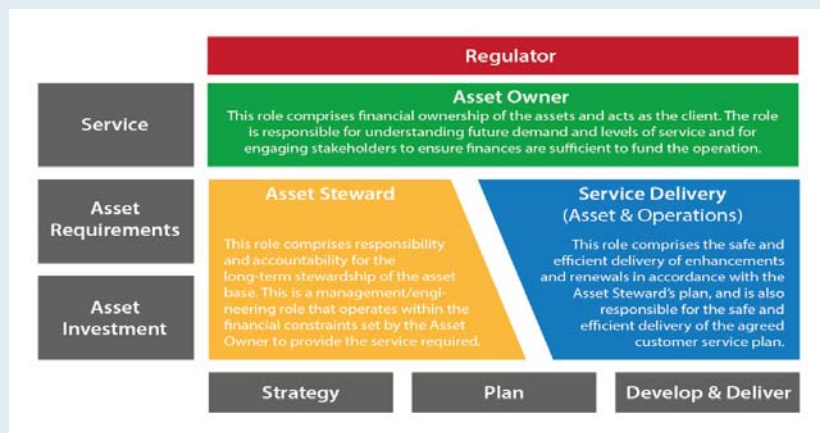 Regulator
Service
Asset Owner
This role comprises financial ownership of the assets and acts as the client. The role
is responsible for understanding future demand and levels of service and for
engaging stakeholders to ensure finances are sufficient to fund the operation.
Asset
Requirements
Asset
Investment
Asset Steward
This role comprises responsibility
and accountability for the
long-term stewardship of the asset
base. This is a management/engi-
neering role that operates within the
financial constraints set by the Asset
Owner to provide the service required.
Service Delivery
(Asset & Operations)
This role comprises the safe and
efficient delivery of enhancements
and renewals in accordance with the
Asset Steward's plan, and is also
responsible for the safe and
efficient delivery of the agreed
customer service plan.
Strategy
Plan
Develop & Deliver